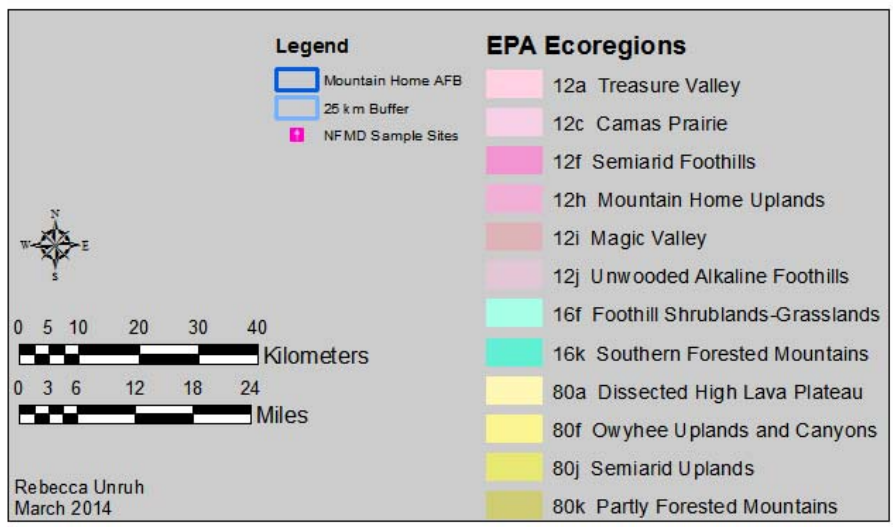 Legend
Mountain Home AFB
25 km Buffer
NFMD Sample Sites
N
W E
S
0 5 10 20 30 40
Kilometers
0 3 6 12 18 24
Miles
Rebecca Unruh
March 2014
EPA Ecoregions
12a Treasure Valley
12c Camas Prairie
12f Semiarid Foothills
12h Mountain Home Uplands
12i Magic Valley
12j Unwooded Alkaline Foothills
16f Foothill Shrublands-Grasslands
16k Southern Forested Mountains
80a Dissected High Lava Plateau
80f Owyhee Uplands and Canyons
80j Semiarid Uplands
80k Partly Forested Mountains